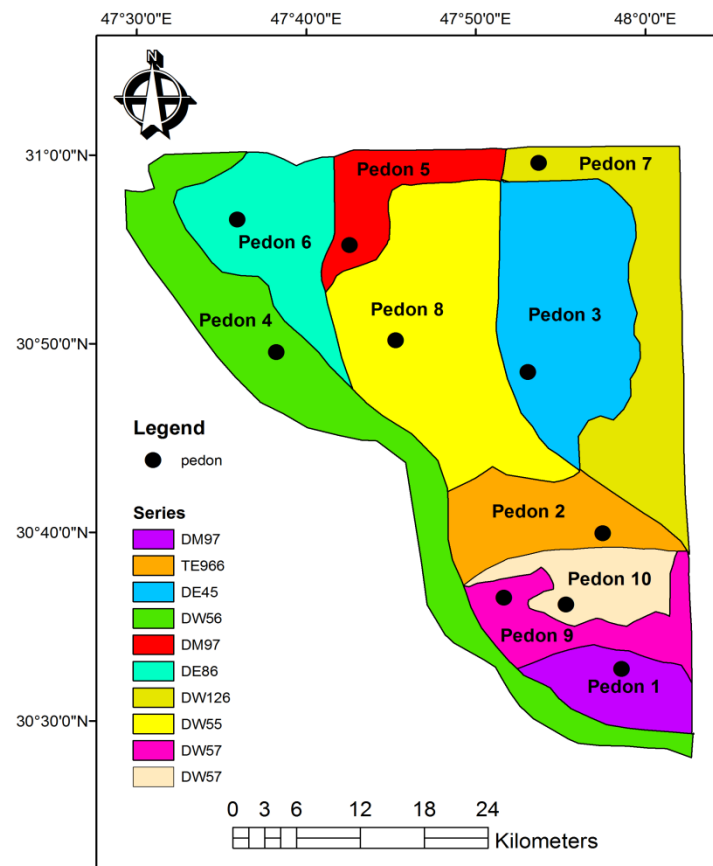 47°30'0"E 47°40'0"E 47°50'0"E 48°0'0"E
N
31°0'0"N
30°50'0"N
30°40'0"N
30°30'0"N
Pedon 5
Pedon 7
Pedon 6
Pedon 4
Pedon 8
Pedon 3
Pedon 2
Pedon 10
Pedon 9
Pedon 1
Legend
pedon
Series
DM97
TE966
DE45
DW56
DM97
DE86
DW126
DW55
DW57
DW57
0 3 6 12 18 24
Kilometers